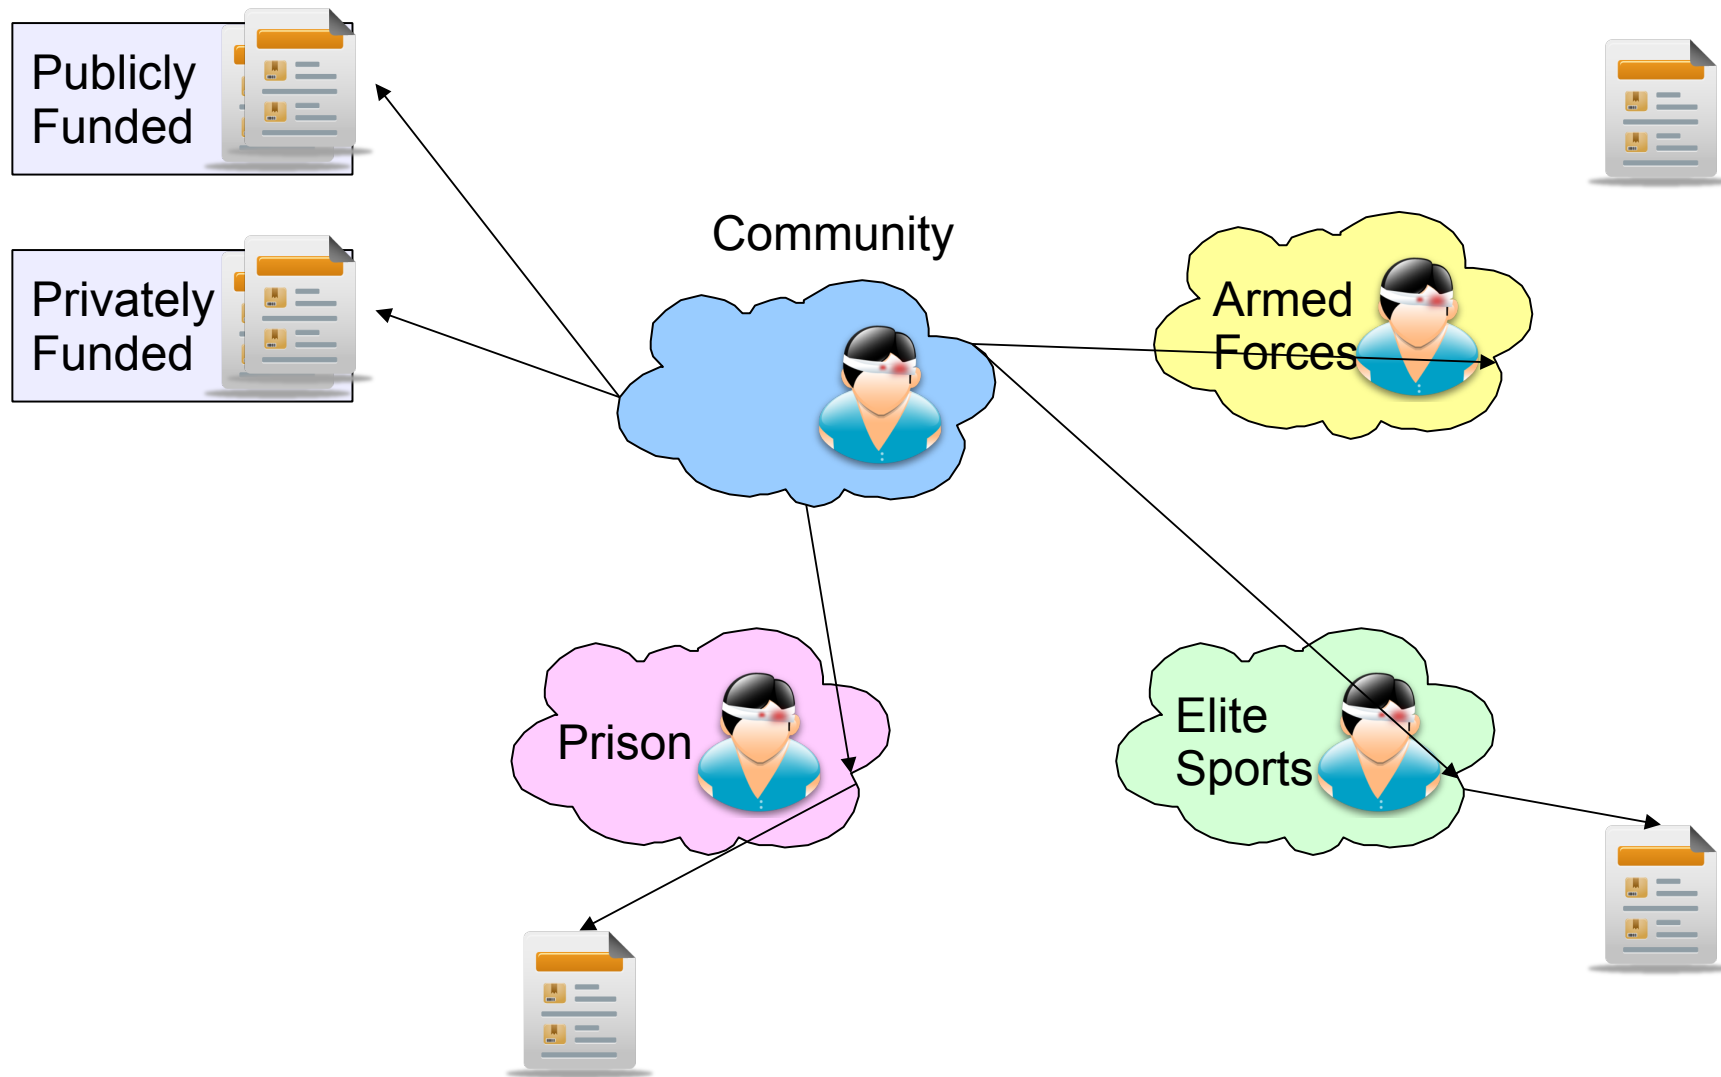 Publicly
Funded
Privately
Funded
Community
Armed
Forces
Prison
Elite
Sports